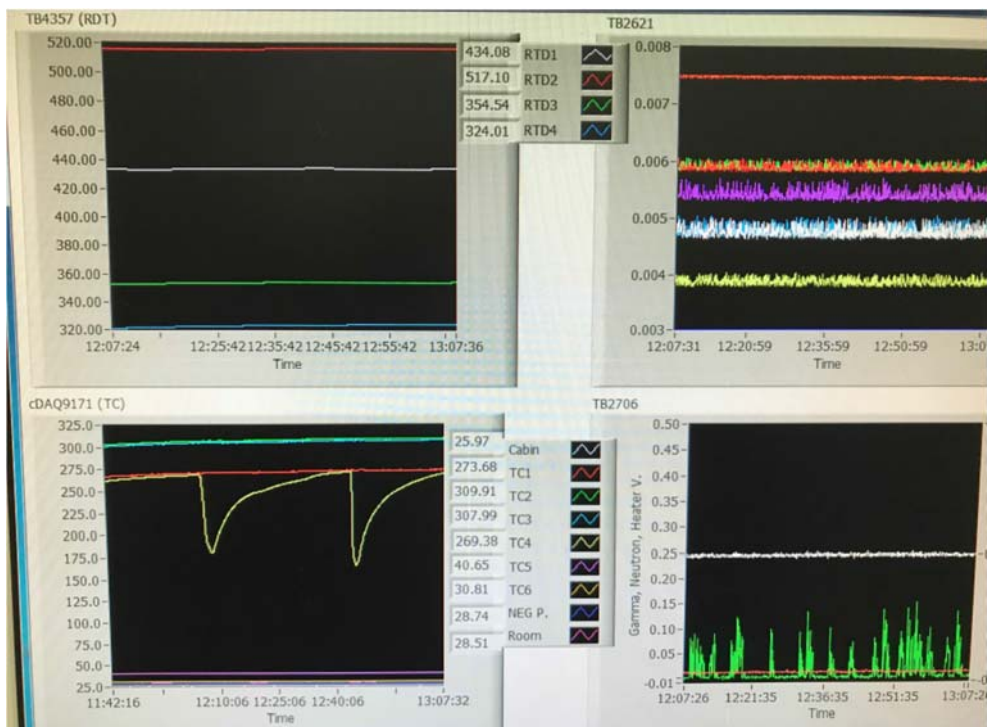 TB4357 (RDT)
520.00
500.00
480.00
460.00
440.00
420.00
400.00
380.00
360.00
340.00
320.00
12:07:24 12:25:42 12:35:42 12:45:42 12:55:42 13:07:36
Time
434.08 RTD1
517.10 RTD2
354.54 RTD3
324.01 RTD4
TB2621
0.008
0.007
0.006
0.005
0.004
0.003
12:07:31 12:20:59 12:35:59 12:50:59
Time
cDAQ9171 (TC)
325.0
300.0
275.0
250.0
225.0
200.0
175.0
150.0
125.0
100.0
75.0
50.0
25.0
11:42:16 12:10:06 12:25:06 12:40:06 13:07:32
Time
25.97 Cabin
273.68 TC1
309.91 TC2
307.99 TC3
269.38 TC4
40.65 TC5
30.81 TC6
28.74 NEG P.
28.51 Room
TB2706
Gamma, Neutron, Heater V.
0.50
0.45
0.40
0.35
0.30
0.25
0.20
0.15
0.10
0.05
-0.01
12:07:26 12:21:35 12:36:35 12:51:35
Time